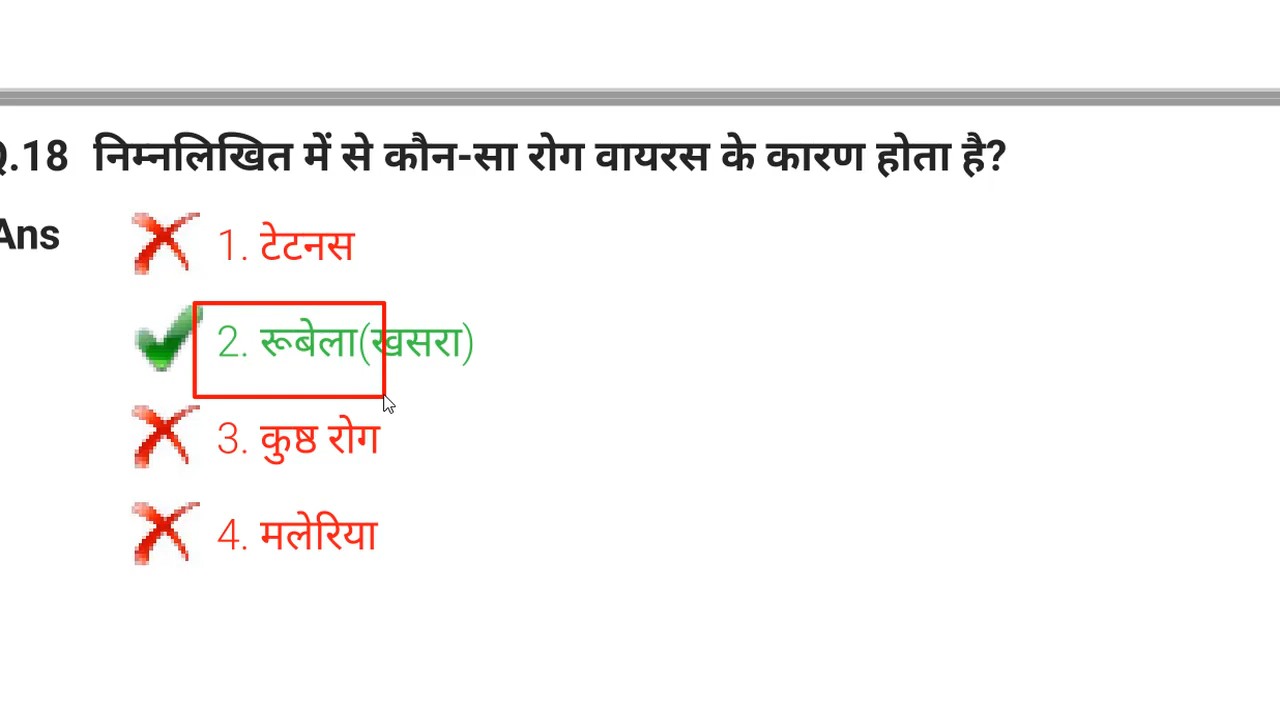 .18 निम्नलिखित में से कौन-सा रोग वायरस के कारण होता है?
Ans
1. टेटनस
2. रूबेला(खसरा)
3. कुष्ठ रोग
4. मलेरिया